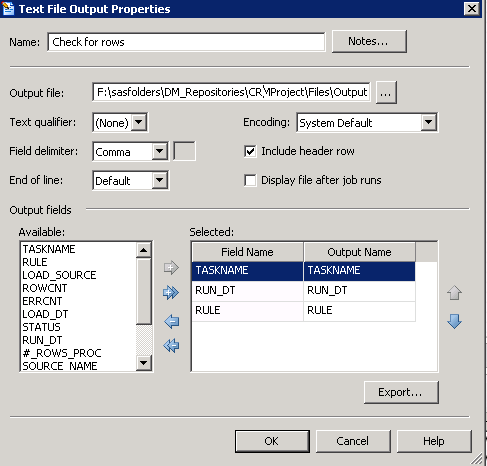 Text File Output Properties
Name: Check for rows Notes...
Output file: F:\sasfolders\DM_Repositories\CRMProject\Files\Output ...
Text qualifier: (None) Encoding: System Default
Field delimiter: Comma Include header row
End of line: Default Display file after job runs
Output fields
Available: Selected:
Field Name Output Name
TASKNAME TASKNAME
RUN_DT RUN_DT
RULE RULE
TASKNAME
RULE
LOAD_SOURCE
ROWCNT
ERRCNT
LOAD_DT
STATUS
RUN_DT
#_ROWS_PROC
SOURCE_NAME
Export...
OK Cancel Help